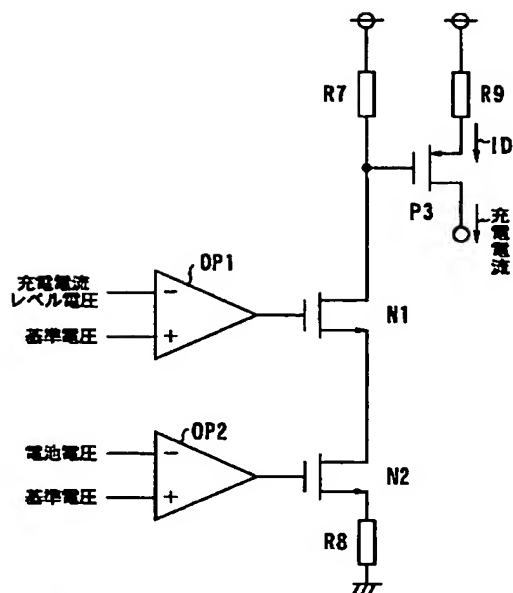 R7
R9
ID
P3
充電電流
OP1
充電電流
レベル電圧
−
基準電圧
+
N1
OP2
電池電圧
−
基準電圧
+
N2
R8